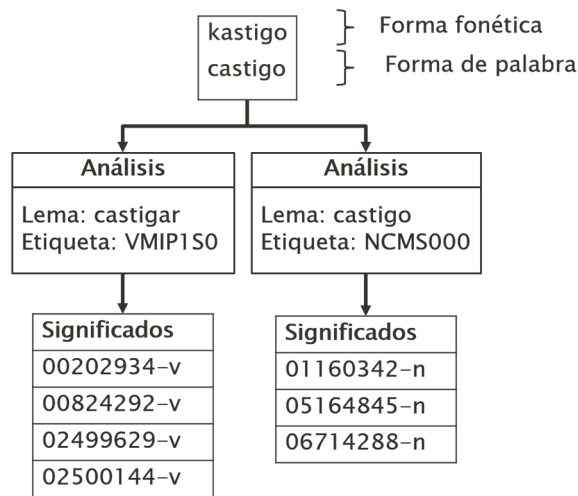 kastigo
Forma fonética
castigo
Forma de palabra
Análisis
Lema: castigar
Etiqueta: VMIP1S0
Análisis
Lema: castigo
Etiqueta: NCMS000
Significados
00202934-v
00824292-v
02499629-v
02500144-v
Significados
01160342-n
05164845-n
06714288-n